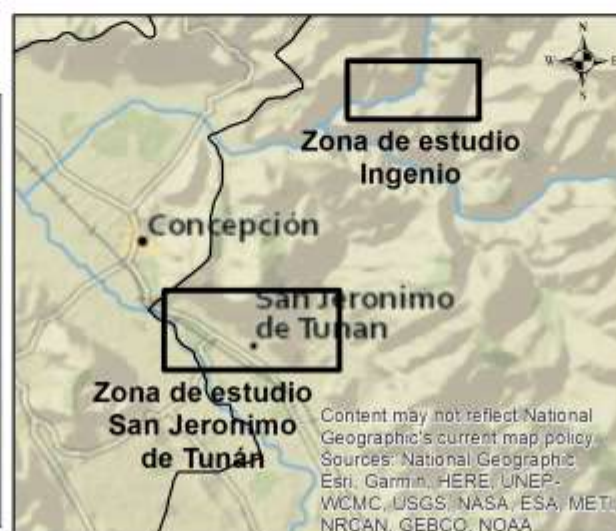 N
W E
S
Zona de estudio
Ingenio
Concepción
San Jeronimo
de Tunan
Zona de estudio
San Jeronimo
de Tunán
Content may not reflect National
Geographic's current map policy.
Sources: National Geographic,
Esri, Garmin, HERE, UNEP-
WCMC, USGS, NASA, ESA, METI,
NRCAN, GEBCO, NOAA,